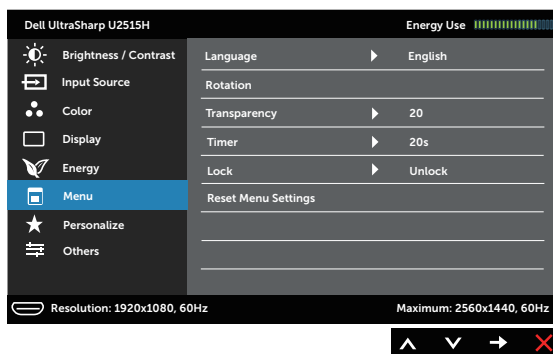 Dell UltraSharp U2515H Energy Use
Brightness / Contrast
Input Source
Color
Display
Energy
Menu
Personalize
Others
Language English
Rotation
Transparency 20
Timer 20s
Lock Unlock
Reset Menu Settings
Resolution: 1920x1080, 60Hz Maximum: 2560x1440, 60Hz